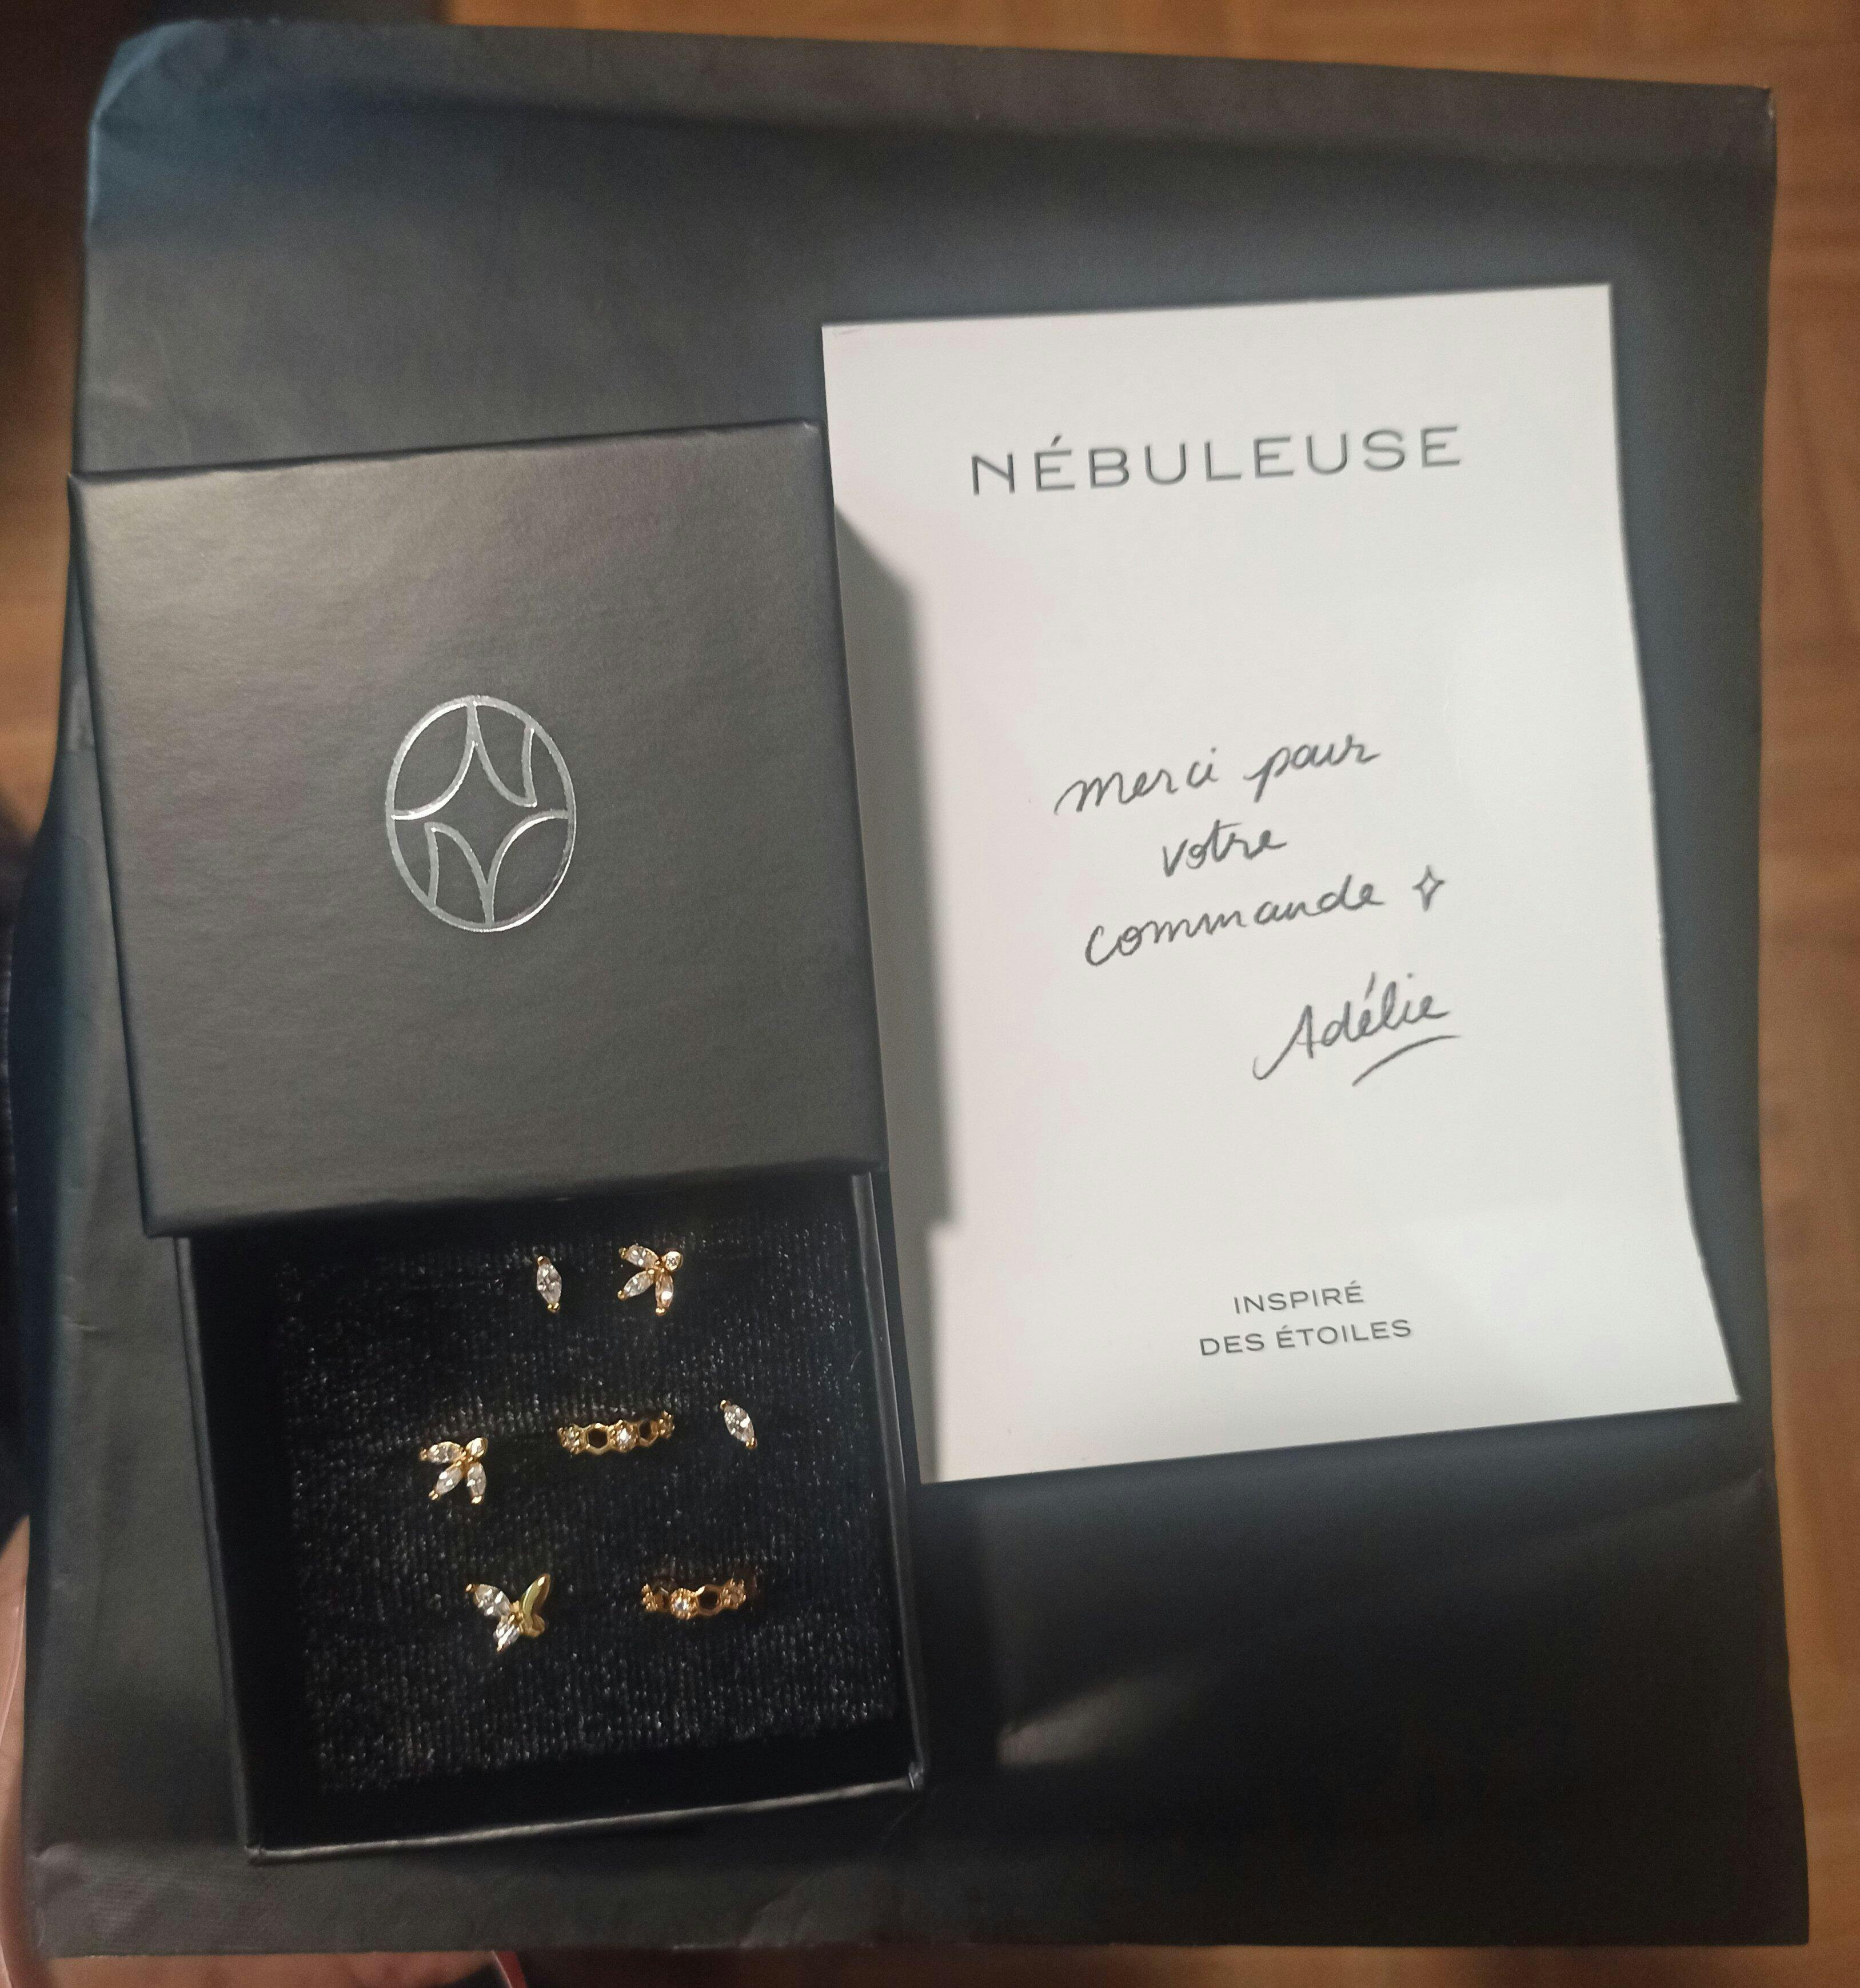 NÉBULEUSE
merci pour
votre
commande
Adélie
INSPIRÉ
DES ÉTOILES